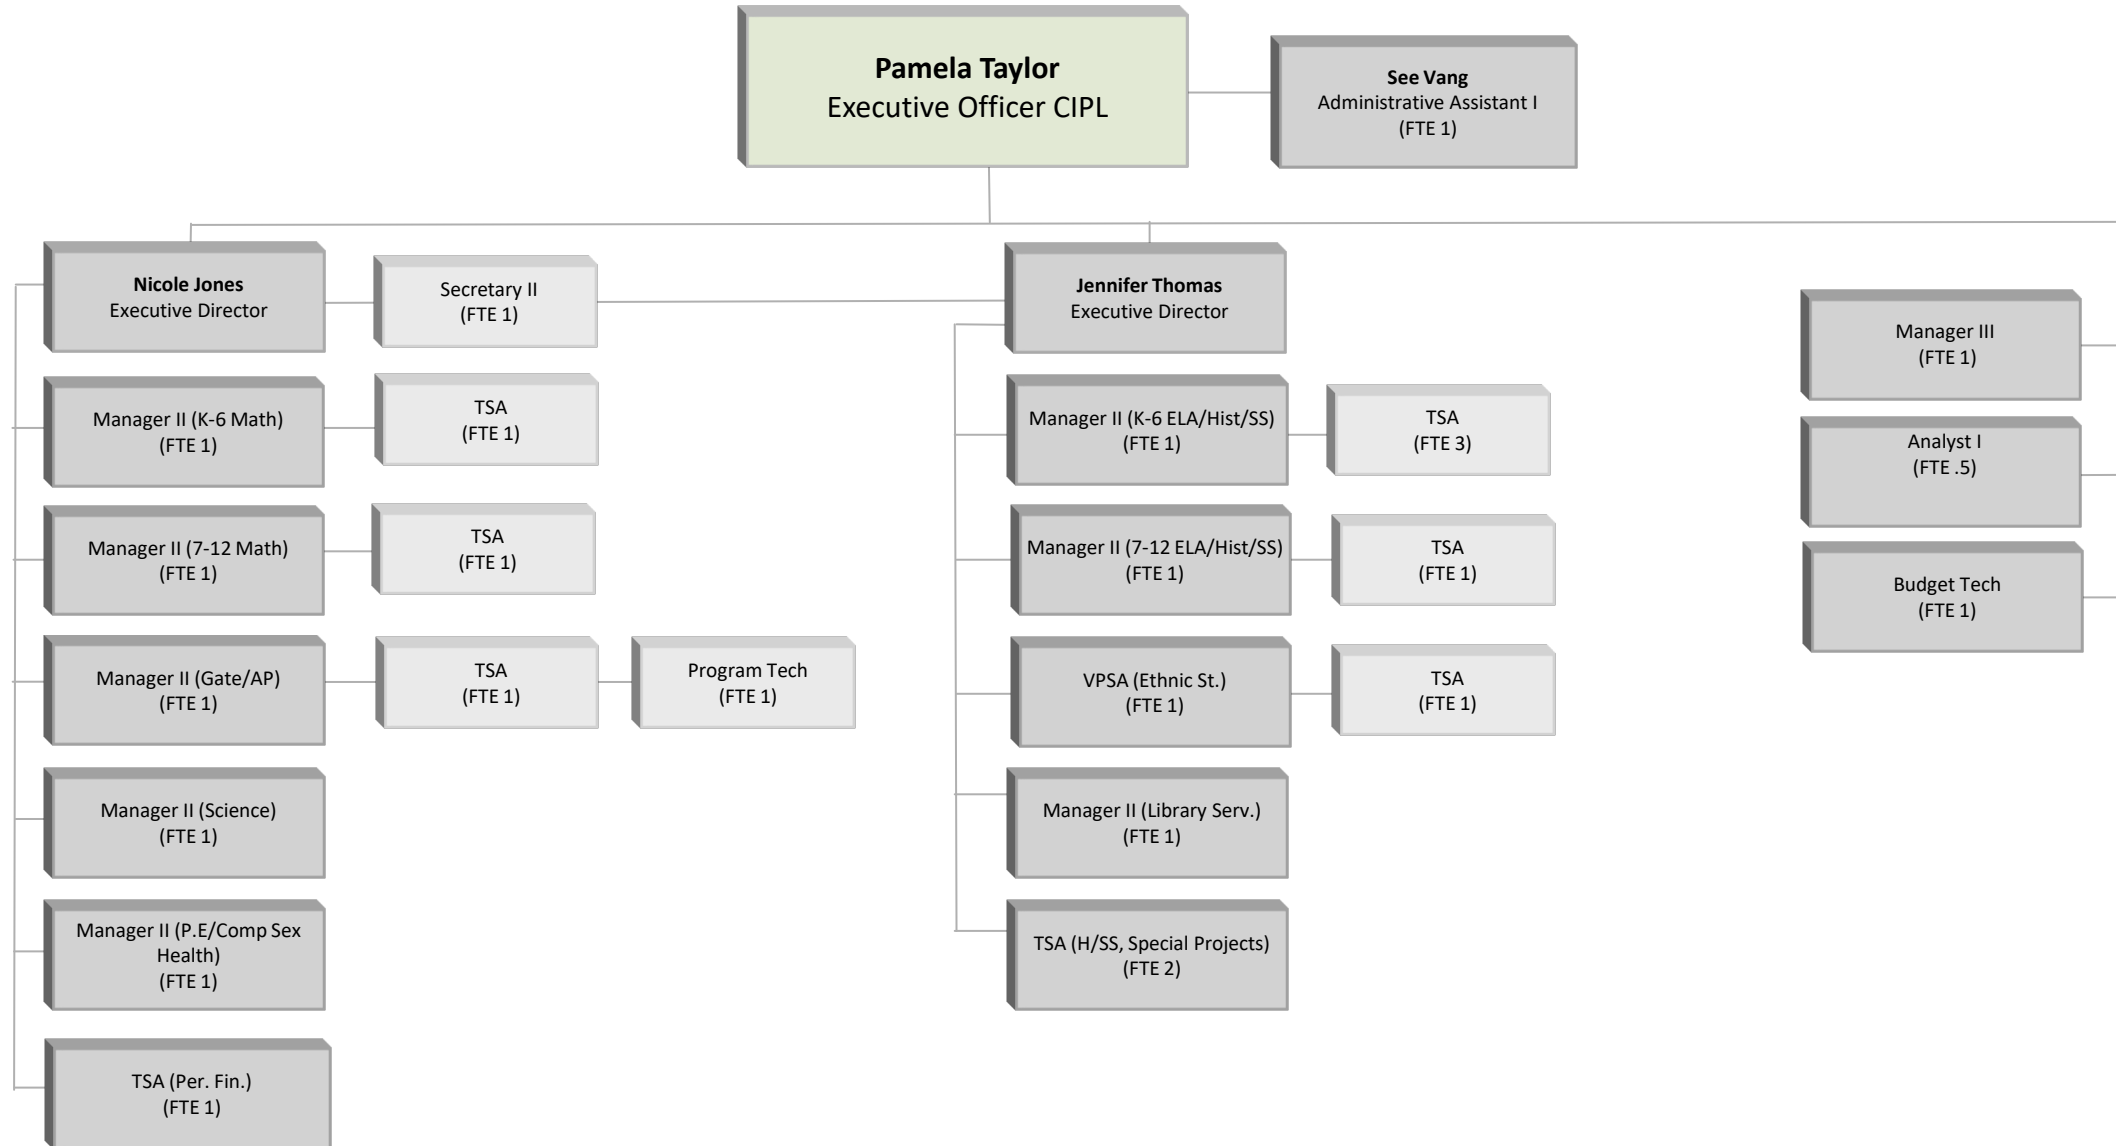 Pamela Taylor
Executive Officer CIPL
See Vang
Administrative Assistant I
(FTE 1)
Nicole Jones
Executive Director
Secretary II
(FTE 1)
Manager II (K-6 Math)
(FTE 1)
TSA
(FTE 1)
Manager II (7-12 Math)
(FTE 1)
TSA
(FTE 1)
Manager II (Gate/AP)
(FTE 1)
TSA
(FTE 1)
Program Tech
(FTE 1)
Manager II (Science)
(FTE 1)
Manager II (P.E/Comp Sex
Health)
(FTE 1)
TSA (Per. Fin.)
(FTE 1)
Jennifer Thomas
Executive Director
Manager II (K-6 ELA/Hist/SS)
(FTE 1)
TSA
(FTE 3)
Manager II (7-12 ELA/Hist/SS)
(FTE 1)
TSA
(FTE 1)
VPSA (Ethnic St.)
(FTE 1)
TSA
(FTE 1)
Manager II (Library Serv.)
(FTE 1)
TSA (H/SS, Special Projects)
(FTE 2)
Manager III
(FTE 1)
Analyst I
(FTE .5)
Budget Tech
(FTE 1)